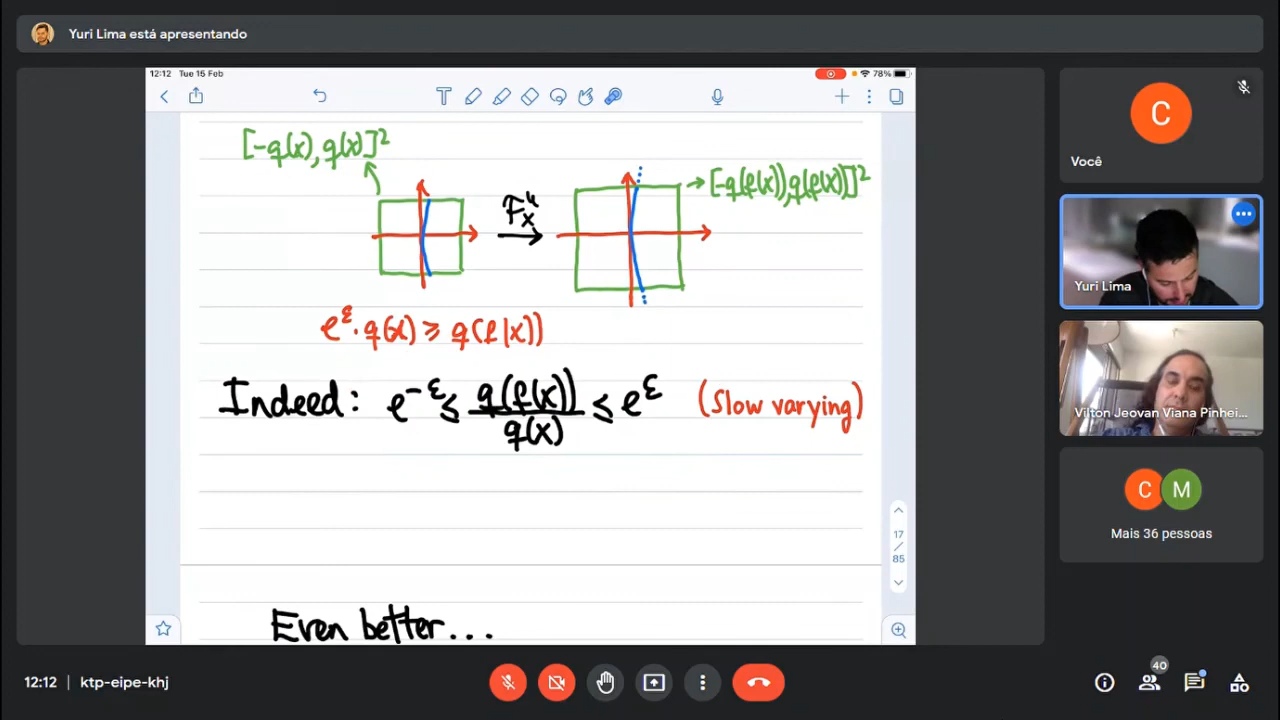 Yuri Lima está apresentando
12:12 Tue 15 Feb
78%
[-q(x), q(x)]²
[-q(f(x)), q(f(x))]²
F_x^u
e^ε · q(x) ≥ q(f(x))
Indeed: e^-ε ≤ q(f(x))/q(x) ≤ e^ε (Slow varying)
17
/
85
Even better...
C
Você
Yuri Lima
Vilton Jeovan Viana Pinhei...
C M
Mais 36 pessoas
12:12 | ktp-eipe-khj
40